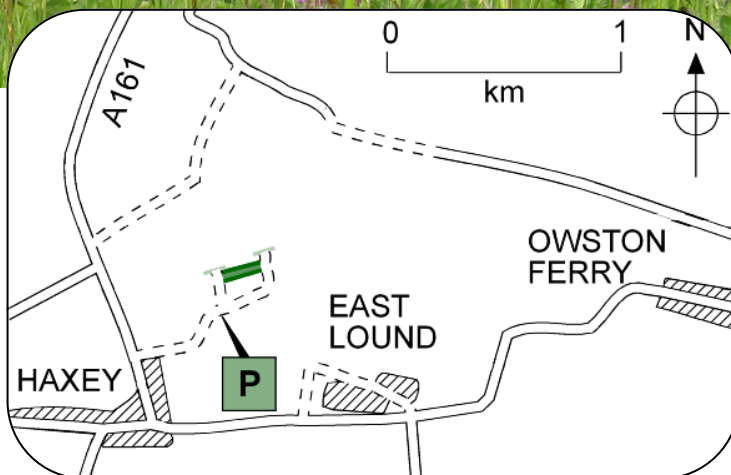 0 1
N
km
A161
OWSTON
FERRY
EAST
LOUND
HAXEY
P